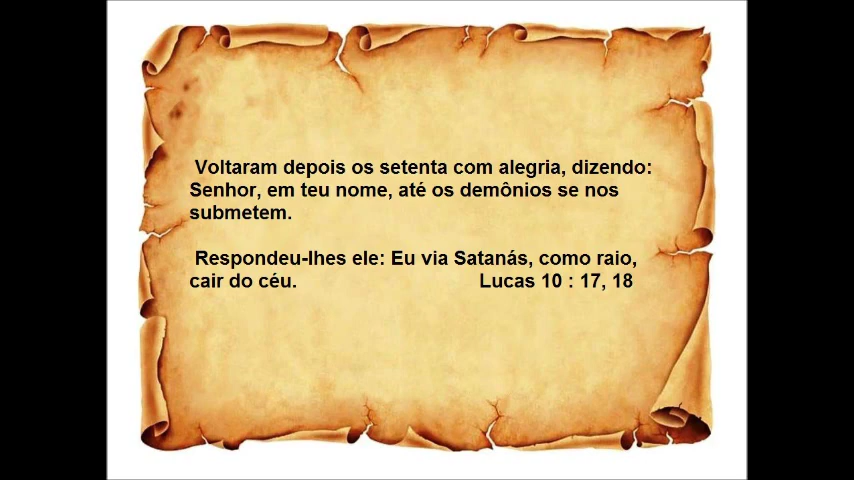 Voltaram depois os setenta com alegria, dizendo:
Senhor, em teu nome, até os demônios se nos
submetem.
Respondeu-lhes ele: Eu via Satanás, como raio,
cair do céu. Lucas 10 : 17, 18